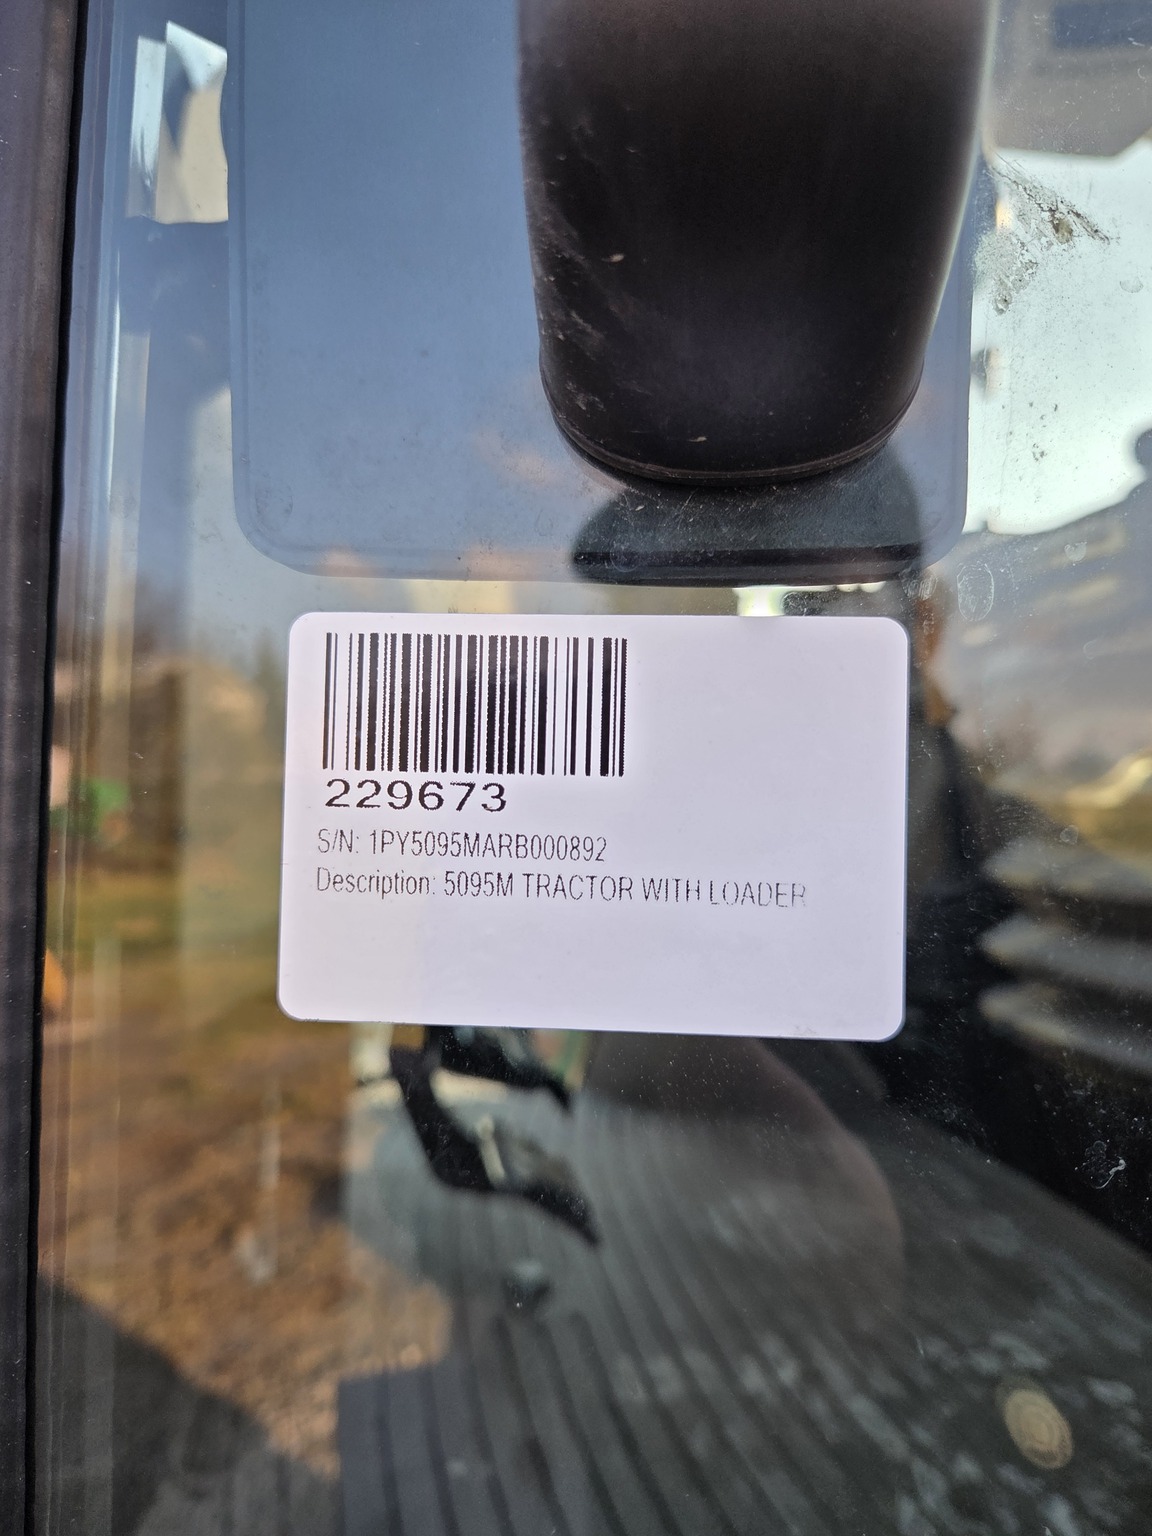 229673
S/N: 1PY5095MARB000892
Description: 5095M TRACTOR WITH LOADER